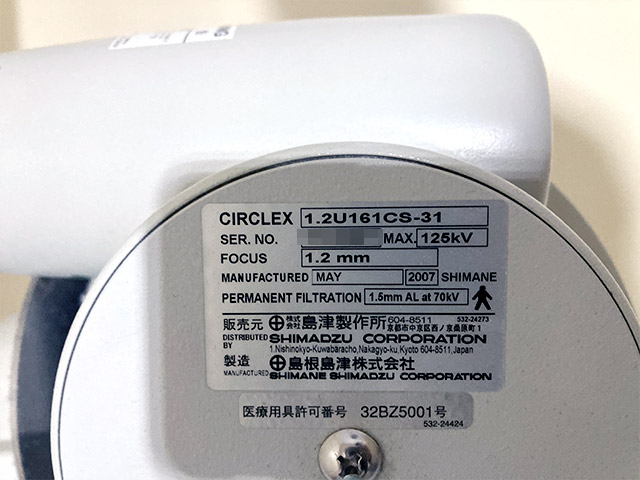 CIRCLEX 1.2U161CS-31
SER. NO. MAX. 125kV
FOCUS 1.2 mm
MANUFACTURED MAY 2007 SHIMANE
PERMANENT FILTRATION 1.5mm AL at 70kV
販売元 株式会社 島津製作所 604-8511 京都市中京区西ノ京桑原町1 532-24273
DISTRIBUTED BY SHIMADZU CORPORATION
1.Nishinokyo-Kuwabaracho,Nakagyo-ku,Kyoto 604-8511,Japan
製造 島根島津株式会社
MANUFACTURED SHIMANE SHIMADZU CORPORATION
医療用具許可番号 32BZ5001号
532-24424